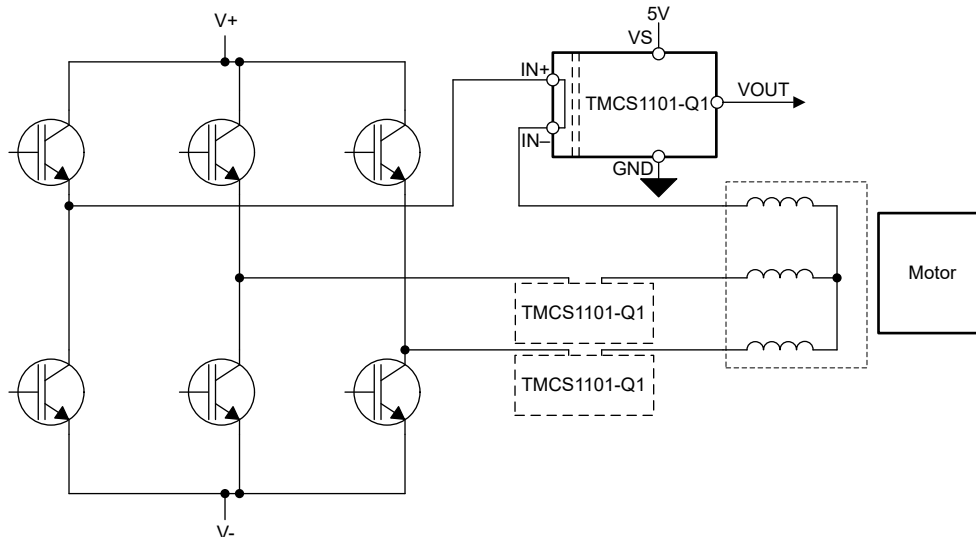 V+
5V
VS
IN+
TMCS1101-Q1
VOUT
IN–
GND
Motor
TMCS1101-Q1
TMCS1101-Q1
V-